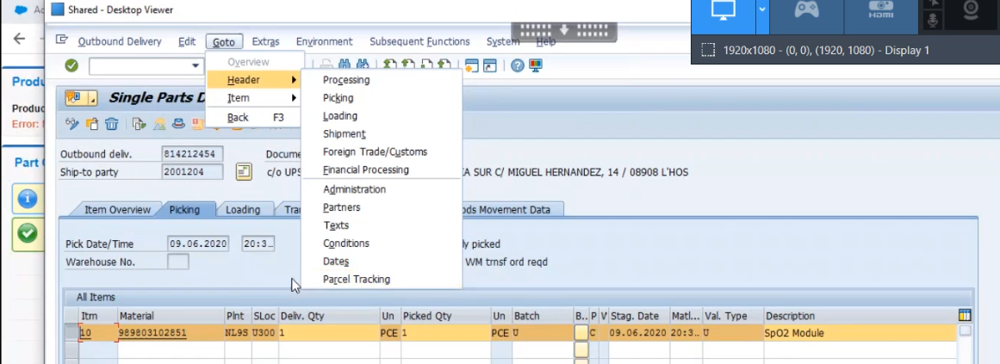 Shared - Desktop Viewer
Outbound Delivery Edit Goto Extras Environment Subsequent Functions System Help
HDMI
1920x1080 - (0, 0), (1920, 1080) - Display 1
Overview
Header Processing
Item Picking
Back F3 Loading
Shipment
Foreign Trade/Customs
Financial Processing
Administration
Partners
Texts
Conditions
Dates
Parcel Tracking
Produ
Produc
Error:
Part
Single Parts D
Outbound deliv. 814212454 Docume
Ship-to party 2001204 c/o UPS EA SUR C/ MIGUEL HERNANDEZ, 14 / 08908 L'HOS
Item Overview Picking Loading Tra ods Movement Data
Pick Date/Time 09.06.2020 20:3.. ly picked
Warehouse No. WM trnsf ord reqd
All Items
Itm Material Plnt SLoc Deliv. Qty Un Picked Qty Un Batch B.. P V Stag. Date Matl... Val. Type Description
10 989803102851 NL9S U300 1 PCE 1 PCE U C 09.06.2020 20:3.. U SpO2 Module